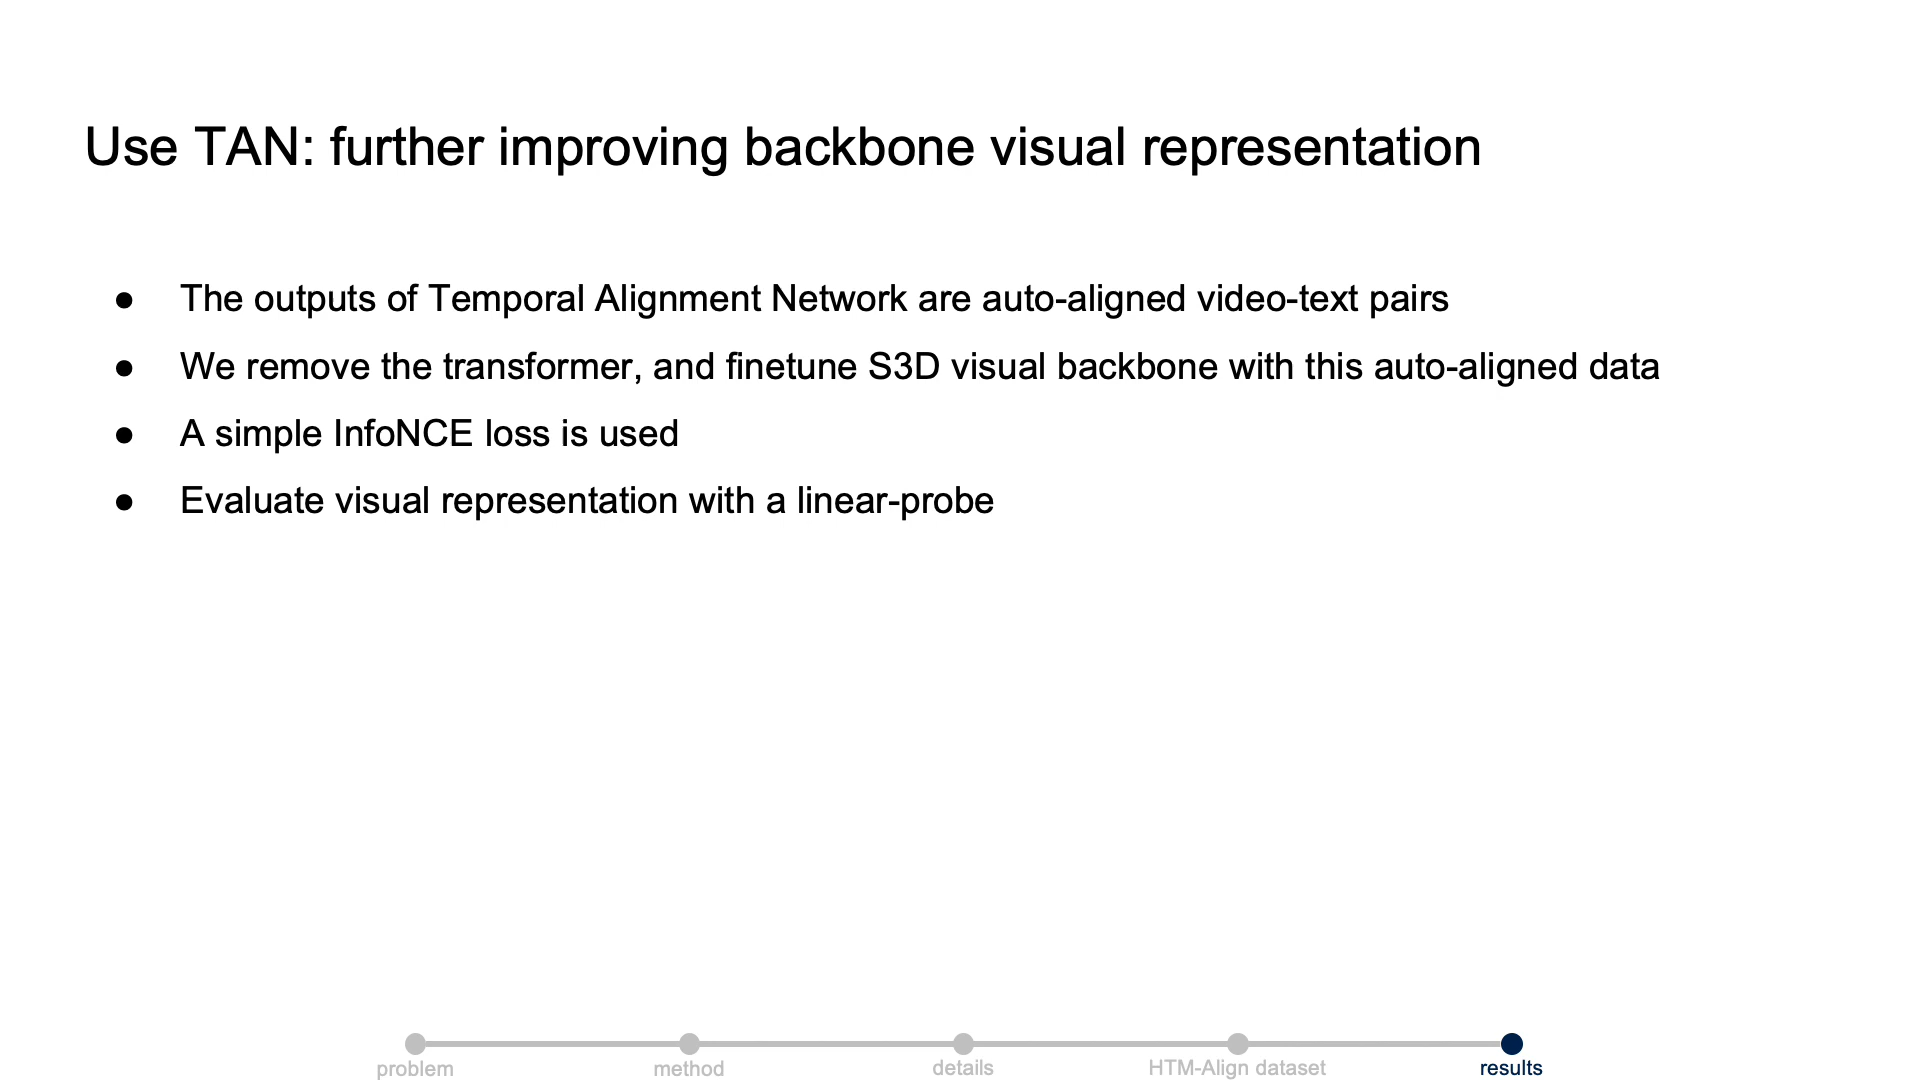 Use TAN: further improving backbone visual representation
● The outputs of Temporal Alignment Network are auto-aligned video-text pairs
● We remove the transformer, and finetune S3D visual backbone with this auto-aligned data
● A simple InfoNCE loss is used
● Evaluate visual representation with a linear-probe
problem method details HTM-Align dataset results